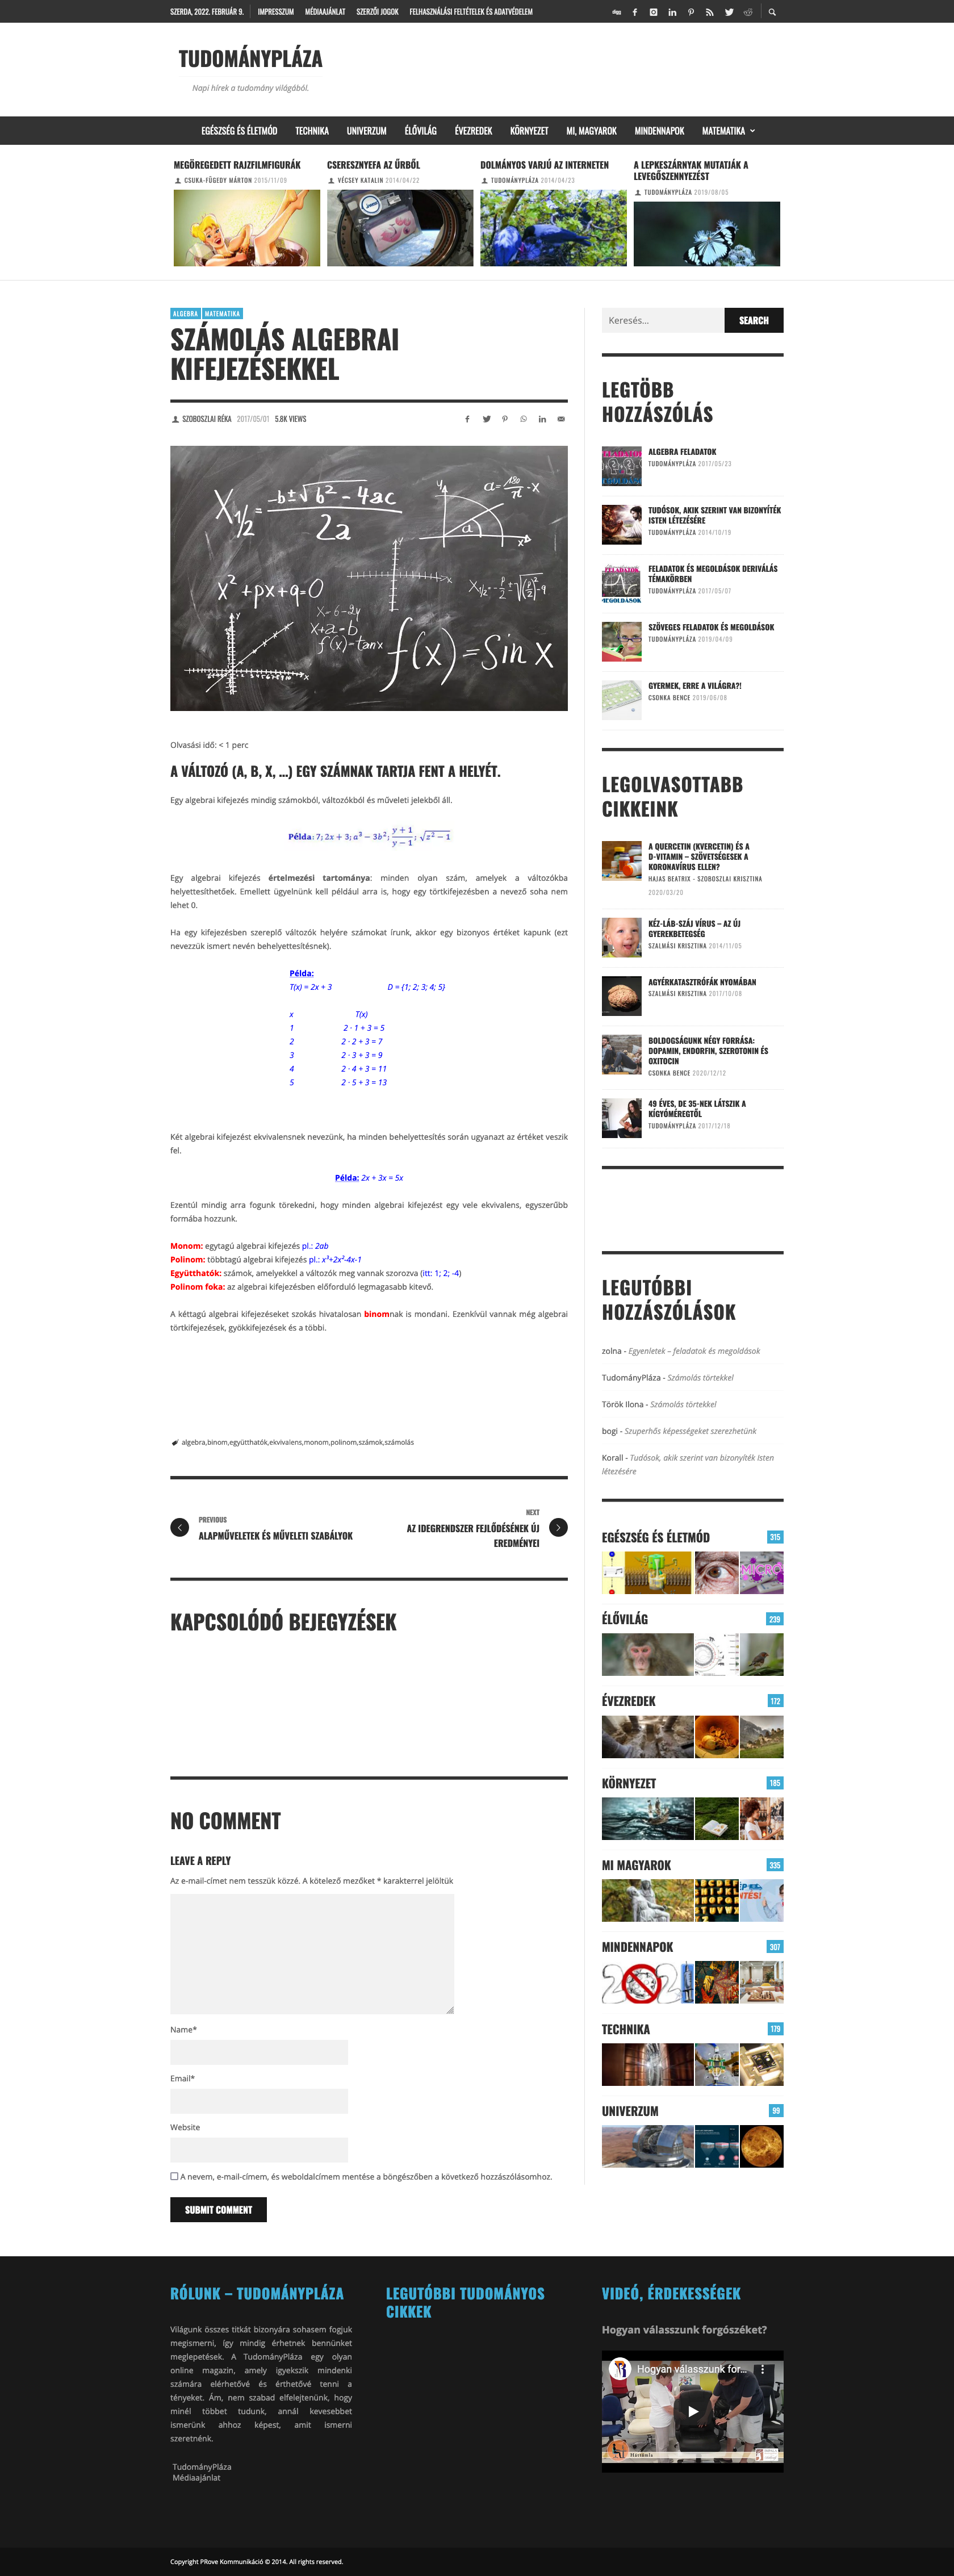 SZERDA, 2022. FEBRUÁR 9.
IMPRESSZUM
MÉDIAAJÁNLAT
SZERZŐI JOGOK
FELHASZNÁLÁSI FELTÉTELEK ÉS ADATVÉDELEM
TUDOMÁNYPLÁZA
Napi hírek a tudomány világából.
EGÉSZSÉG ÉS ÉLETMÓD
TECHNIKA
UNIVERZUM
ÉLŐVILÁG
ÉVEZREDEK
KÖRNYEZET
MI, MAGYAROK
MINDENNAPOK
MATEMATIKA
MEGÖREGEDETT RAJZFILMFIGURÁK
CSUKA-FÜGEDY MÁRTON 2015/11/09
CSERESZNYEFA AZ ŰRBŐL
VÉCSEY KATALIN 2014/04/22
DOLMÁNYOS VARJÚ AZ INTERNETEN
TUDOMÁNYPLÁZA 2014/04/23
A LEPKESZÁRNYAK MUTATJÁK A
LEVEGŐSZENNYEZÉST
TUDOMÁNYPLÁZA 2019/08/05
ALGEBRA
MATEMATIKA
SZÁMOLÁS ALGEBRAI
KIFEJEZÉSEKKEL
SZOBOSZLAI RÉKA 2017/05/01 5.8K VIEWS
Olvasási idő: < 1 perc
A VÁLTOZÓ (A, B, X, …) EGY SZÁMNAK TARTJA FENT A HELYÉT.
Egy algebrai kifejezés mindig számokból, változókból és műveleti jelekből áll.
Példa: 7; 2x + 3; a³ − 3b²; (y + 1)/(y − 1); √(z² − 1)
Egy algebrai kifejezés értelmezési tartománya: minden olyan szám, amelyek a változókba
helyettesíthetőek. Emellett ügyelnünk kell például arra is, hogy egy törtkifejezésben a nevező soha nem
lehet 0.
Ha egy kifejezésben szereplő változók helyére számokat írunk, akkor egy bizonyos értéket kapunk (ezt
nevezzük ismert nevén behelyettesítésnek).
Példa:
T(x) = 2x + 3 D = {1; 2; 3; 4; 5}
x T(x)
1 2 · 1 + 3 = 5
2 2 · 2 + 3 = 7
3 2 · 3 + 3 = 9
4 2 · 4 + 3 = 11
5 2 · 5 + 3 = 13
Két algebrai kifejezést ekvivalensnek nevezünk, ha minden behelyettesítés során ugyanazt az értéket veszik
fel.
Példa: 2x + 3x = 5x
Ezentúl mindig arra fogunk törekedni, hogy minden algebrai kifejezést egy vele ekvivalens, egyszerűbb
formába hozzunk.
Monom: egytagú algebrai kifejezés pl.: 2ab
Polinom: többtagú algebrai kifejezés pl.: x³+2x²-4x-1
Együtthatók: számok, amelyekkel a változók meg vannak szorozva (itt: 1; 2; -4)
Polinom foka: az algebrai kifejezésben előforduló legmagasabb kitevő.
A kéttagú algebrai kifejezéseket szokás hivatalosan binomnak is mondani. Ezenkívül vannak még algebrai
törtkifejezések, gyökkifejezések és a többi.
algebra,binom,együtthatók,ekvivalens,monom,polinom,számok,számolás
PREVIOUS
ALAPMŰVELETEK ÉS MŰVELETI SZABÁLYOK
NEXT
AZ IDEGRENDSZER FEJLŐDÉSÉNEK ÚJ
EREDMÉNYEI
KAPCSOLÓDÓ BEJEGYZÉSEK
NO COMMENT
LEAVE A REPLY
Az e-mail-címet nem tesszük közzé. A kötelező mezőket * karakterrel jelöltük
Name*
Email*
Website
A nevem, e-mail-címem, és weboldalcímem mentése a böngészőben a következő hozzászólásomhoz.
SUBMIT COMMENT
Keresés…
SEARCH
LEGTÖBB
HOZZÁSZÓLÁS
ALGEBRA FELADATOK
TUDOMÁNYPLÁZA 2017/05/23
TUDÓSOK, AKIK SZERINT VAN BIZONYÍTÉK
ISTEN LÉTEZÉSÉRE
TUDOMÁNYPLÁZA 2014/10/19
FELADATOK ÉS MEGOLDÁSOK DERIVÁLÁS
TÉMAKÖRBEN
TUDOMÁNYPLÁZA 2017/05/07
SZÖVEGES FELADATOK ÉS MEGOLDÁSOK
TUDOMÁNYPLÁZA 2019/04/09
GYERMEK, ERRE A VILÁGRA?!
CSONKA BENCE 2019/06/08
LEGOLVASOTTABB
CIKKEINK
A QUERCETIN (KVERCETIN) ÉS A
D-VITAMIN – SZÖVETSÉGESEK A
KORONAVÍRUS ELLEN?
HAJAS BEATRIX - SZOBOSZLAI KRISZTINA
2020/03/20
KÉZ-LÁB-SZÁJ VÍRUS – AZ ÚJ
GYEREKBETEGSÉG
SZALMÁSI KRISZTINA 2014/11/05
AGYÉRKATASZTRÓFÁK NYOMÁBAN
SZALMÁSI KRISZTINA 2017/10/08
BOLDOGSÁGUNK NÉGY FORRÁSA:
DOPAMIN, ENDORFIN, SZEROTONIN ÉS
OXITOCIN
CSONKA BENCE 2020/12/12
49 ÉVES, DE 35-NEK LÁTSZIK A
KÍGYÓMÉREGTŐL
TUDOMÁNYPLÁZA 2017/12/18
LEGUTÓBBI
HOZZÁSZÓLÁSOK
zolna - Egyenletek – feladatok és megoldások
TudományPláza - Számolás törtekkel
Török Ilona - Számolás törtekkel
bogi - Szuperhős képességeket szerezhetünk
Korall - Tudósok, akik szerint van bizonyíték Isten
létezésére
EGÉSZSÉG ÉS ÉLETMÓD 315
ÉLŐVILÁG 239
ÉVEZREDEK 172
KÖRNYEZET 185
MI MAGYAROK 335
MINDENNAPOK 307
TECHNIKA 179
UNIVERZUM 99
RÓLUNK – TUDOMÁNYPLÁZA
Világunk összes titkát bizonyára sohasem fogjuk
megismerni, így mindig érhetnek bennünket
meglepetések. A TudományPláza egy olyan
online magazin, amely igyekszik mindenki
számára elérhetővé és érthetővé tenni a
tényeket. Ám, nem szabad elfelejtenünk, hogy
minél többet tudunk, annál kevesebbet
ismerünk ahhoz képest, amit ismerni
szeretnénk.
TudományPláza
Médiaajánlat
LEGUTÓBBI TUDOMÁNYOS
CIKKEK
VIDEÓ, ÉRDEKESSÉGEK
Hogyan válasszunk forgószéket?
Hogyan válasszunk for...
Copyright PRove Kommunikáció © 2014. All rights reserved.